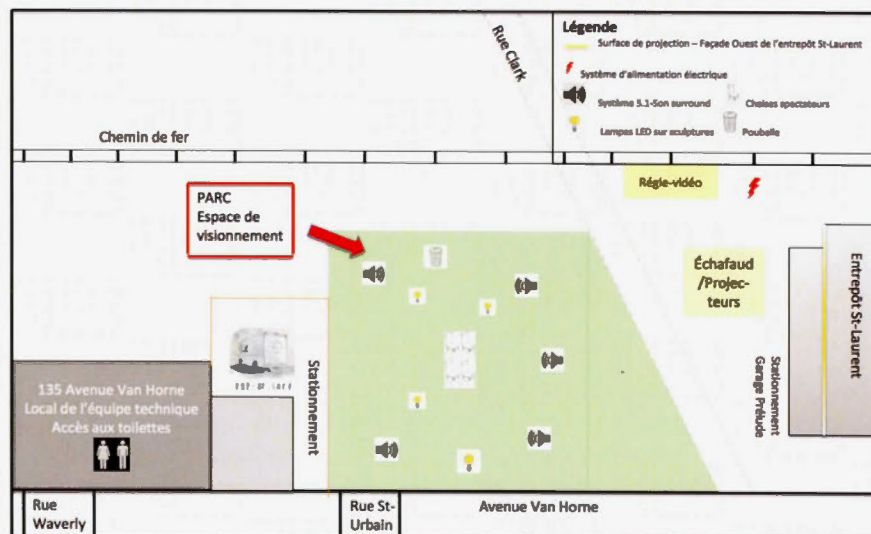 Légende
Surface de projection – Façade Ouest de l'entrepôt St-Laurent
Système d'alimentation électrique
Système 5.1-Son surround
Chaises spectateurs
Lampes LED sur sculptures
Poubelle
Rue Clark
Chemin de fer
PARC
Espace de
visionnement
Régie-vidéo
Échafaud
/Projec-
teurs
Entrepôt St-Laurent
Stationnement
Garage Prélude
Stationnement
135 Avenue Van Horne
Local de l'équipe technique
Accès aux toilettes
Rue
Waverly
Rue St-
Urbain
Avenue Van Horne